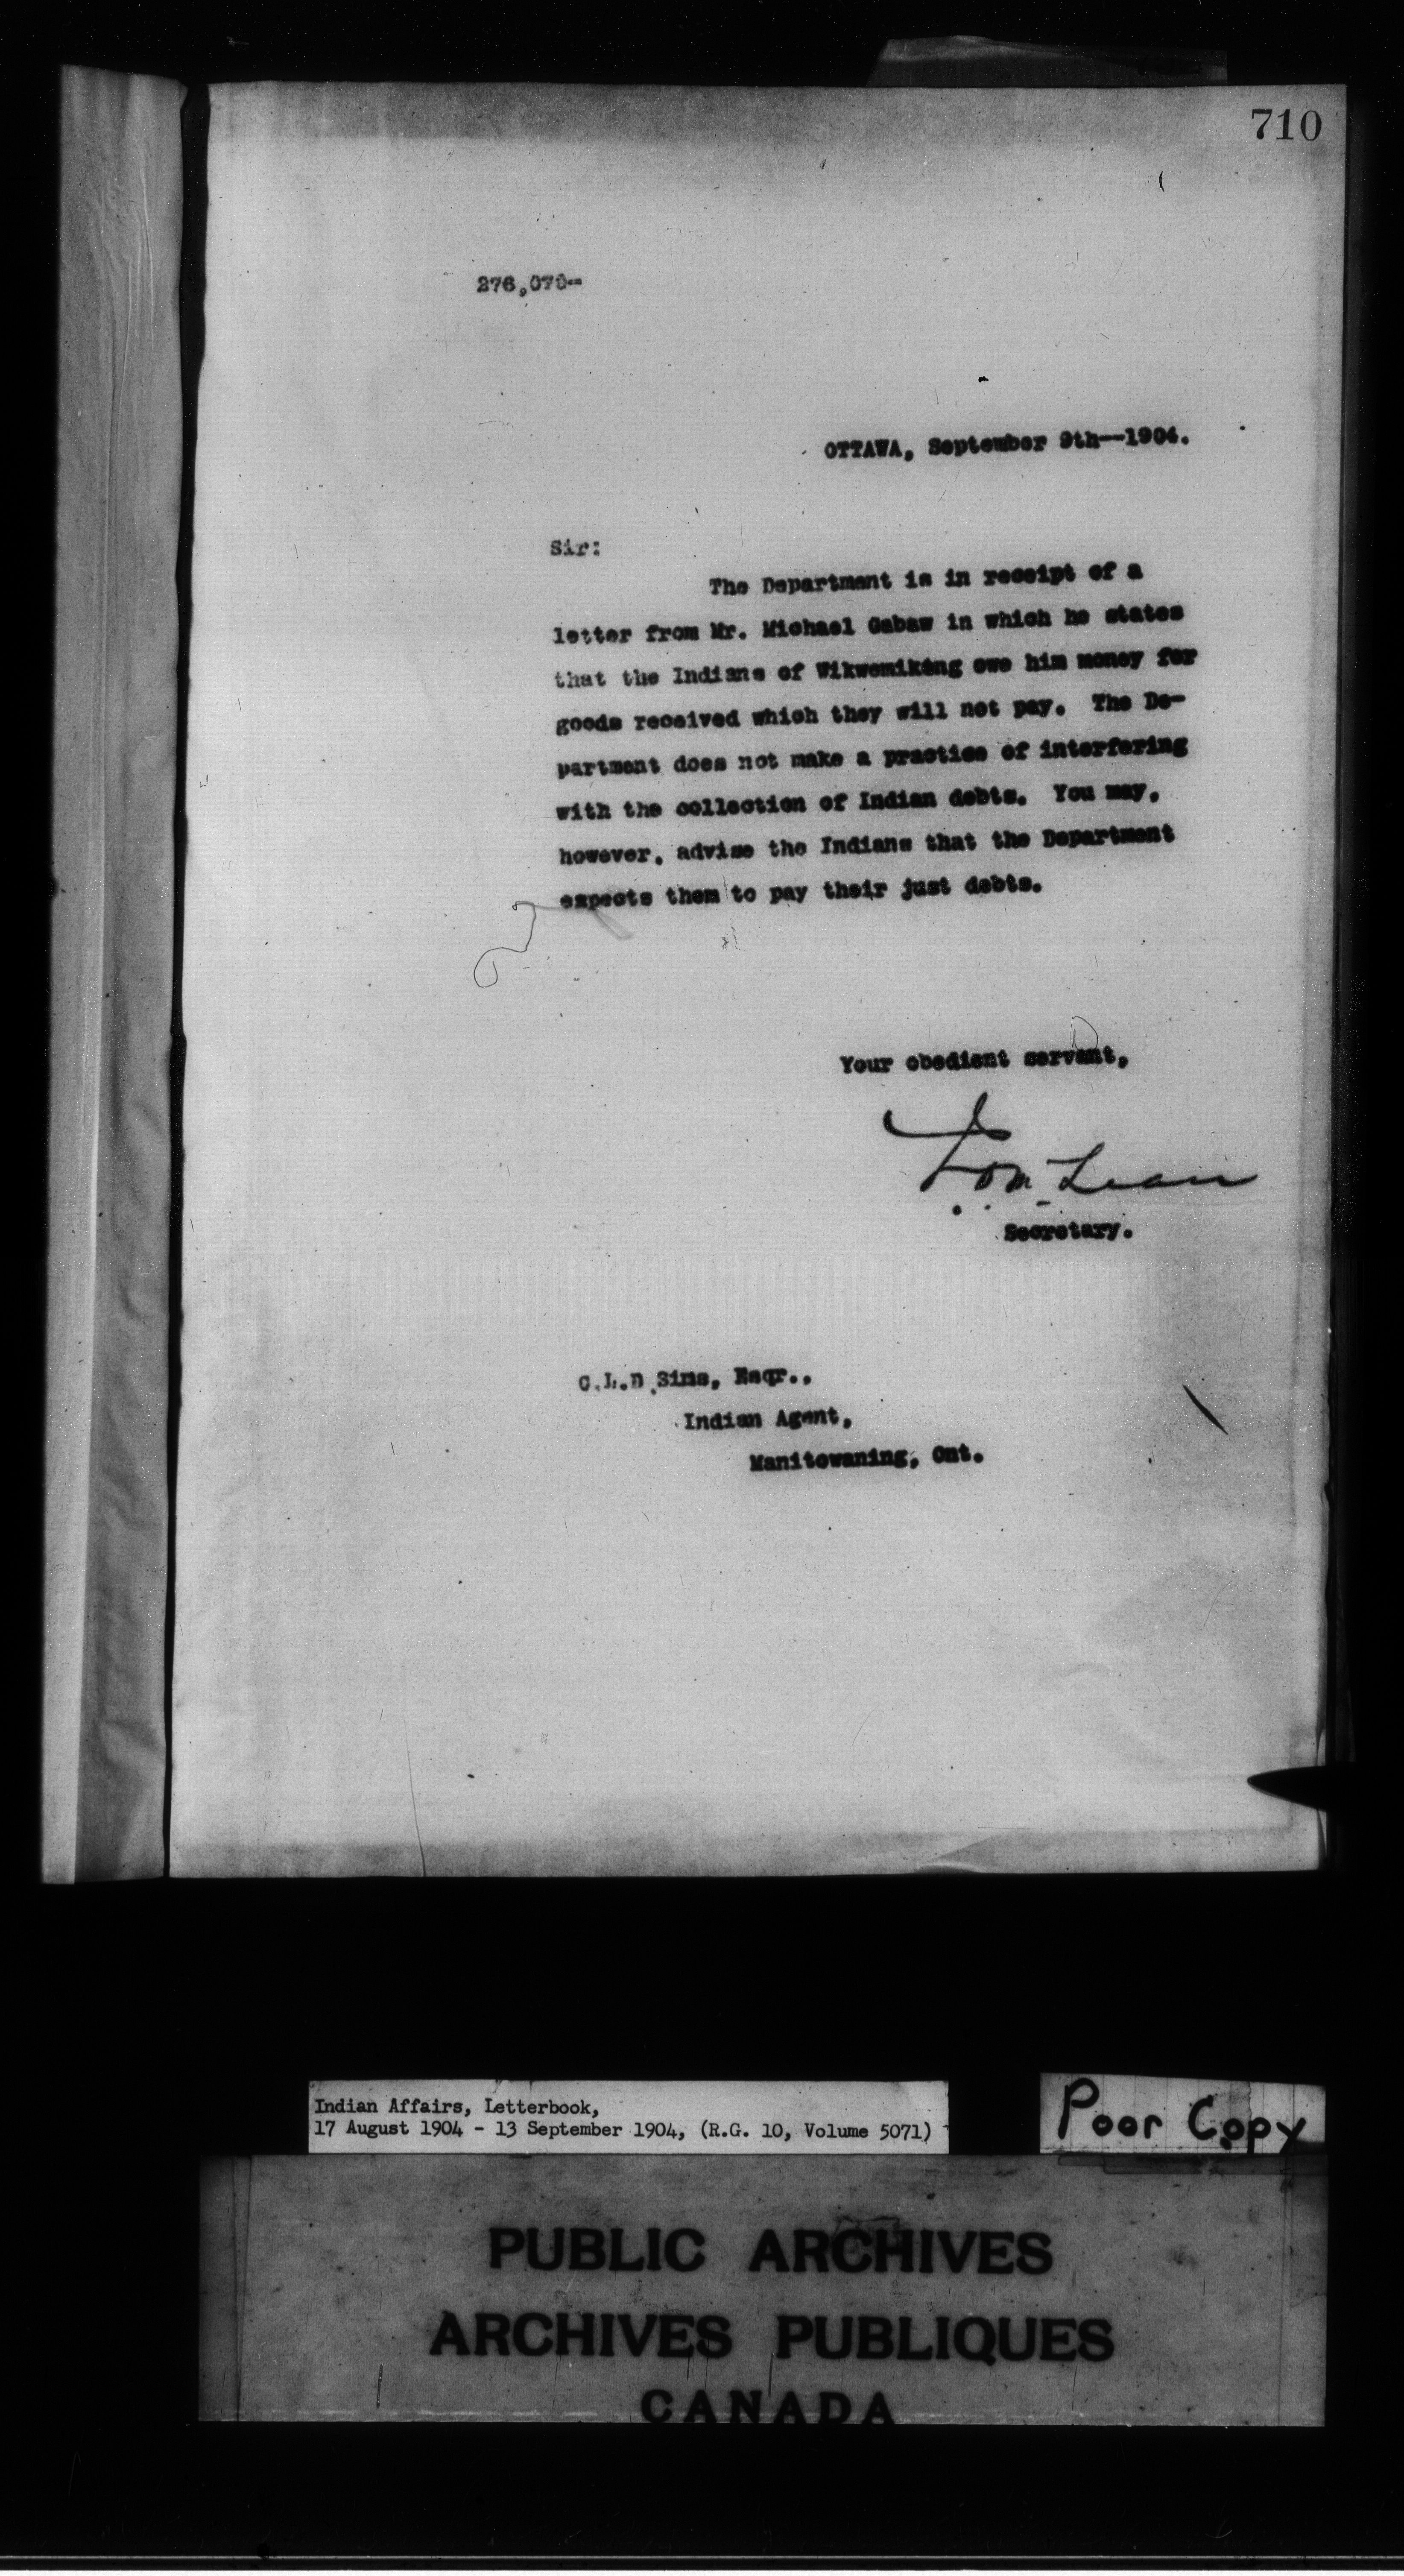 710
276,070--
OTTAWA, September 9th--1904.
Sir:
The Department is in receipt of a
letter from Mr. Michael Gabaw in which he states
that the Indians of Wikwemikong owe him money for
goods received which they will not pay. The De-
partment does not make a practice of interfering
with the collection of Indian debts. You may,
however, advise the Indians that the Department
expects them to pay their just debts.
Your obedient servant,
J. D. McLean
Secretary.
C.L.D Sims, Esqr.,
Indian Agent,
Manitowaning, Ont.
Indian Affairs, Letterbook,
17 August 1904 - 13 September 1904, (R.G. 10, Volume 5071)
Poor Copy
PUBLIC ARCHIVES
ARCHIVES PUBLIQUES
CANADA